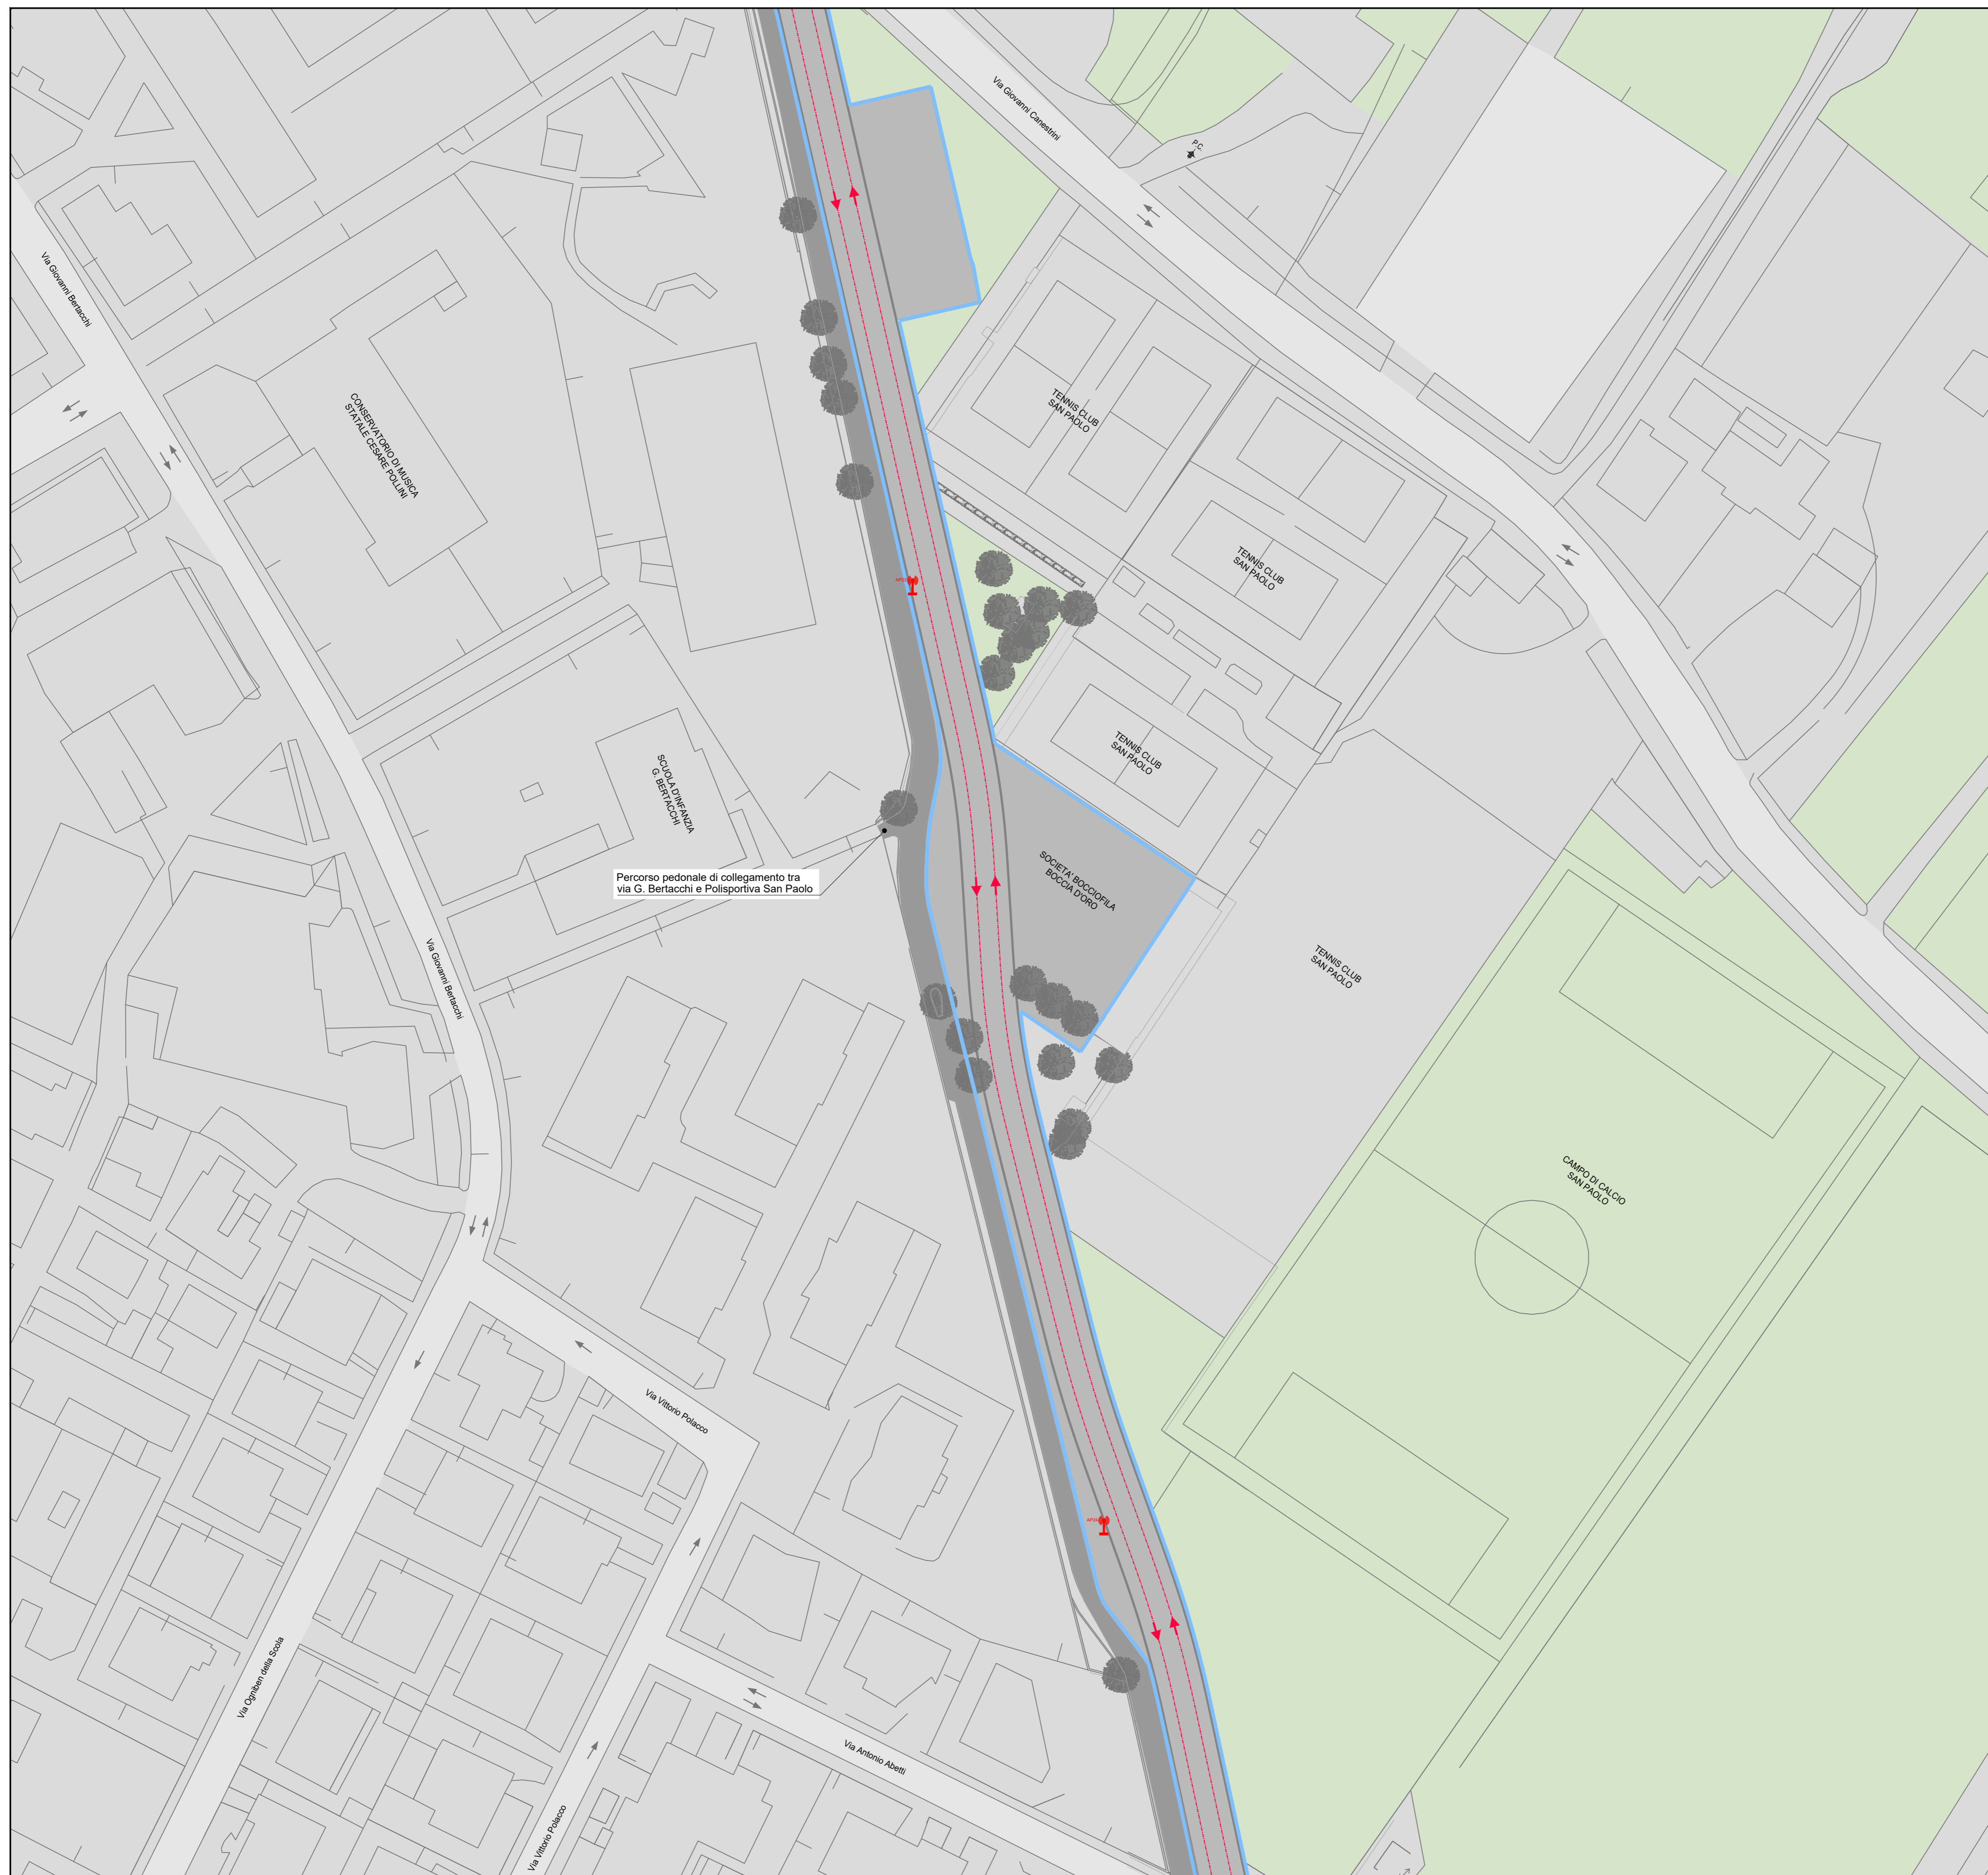 Via Giovanni Canestrini
P.C.
Via Giovanni Bertacchi
CONSERVATORIO DI MUSICA
STATALE CESARE POLLINI
TENNIS CLUB
SAN PAOLO
TENNIS CLUB
SAN PAOLO
TENNIS CLUB
SAN PAOLO
SCUOLA D'INFANZIA
G. BERTACCHI
Percorso pedonale di collegamento tra
via G. Bertacchi e Polisportiva San Paolo
SOCIETA' BOCCIOFILA
BOCCIA D'ORO
TENNIS CLUB
SAN PAOLO
Via Giovanni Bertacchi
CAMPO DI CALCIO
SAN PAOLO
Via Vittorio Polacco
Via Ogniben della Scola
Via Antonio Abetti
Via Vittorio Polacco